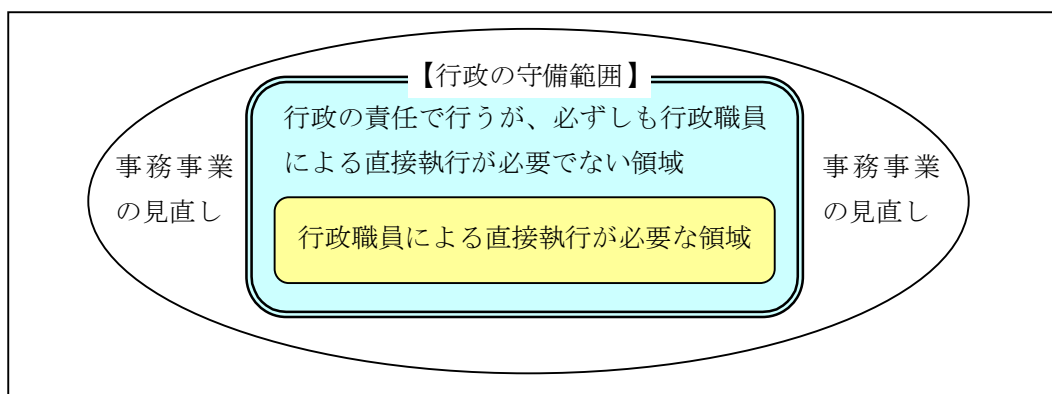 【行政の守備範囲】
行政の責任で行うが、必ずしも行政職員
による直接執行が必要でない領域
事務事業
の見直し
行政職員による直接執行が必要な領域
事務事業
の見直し